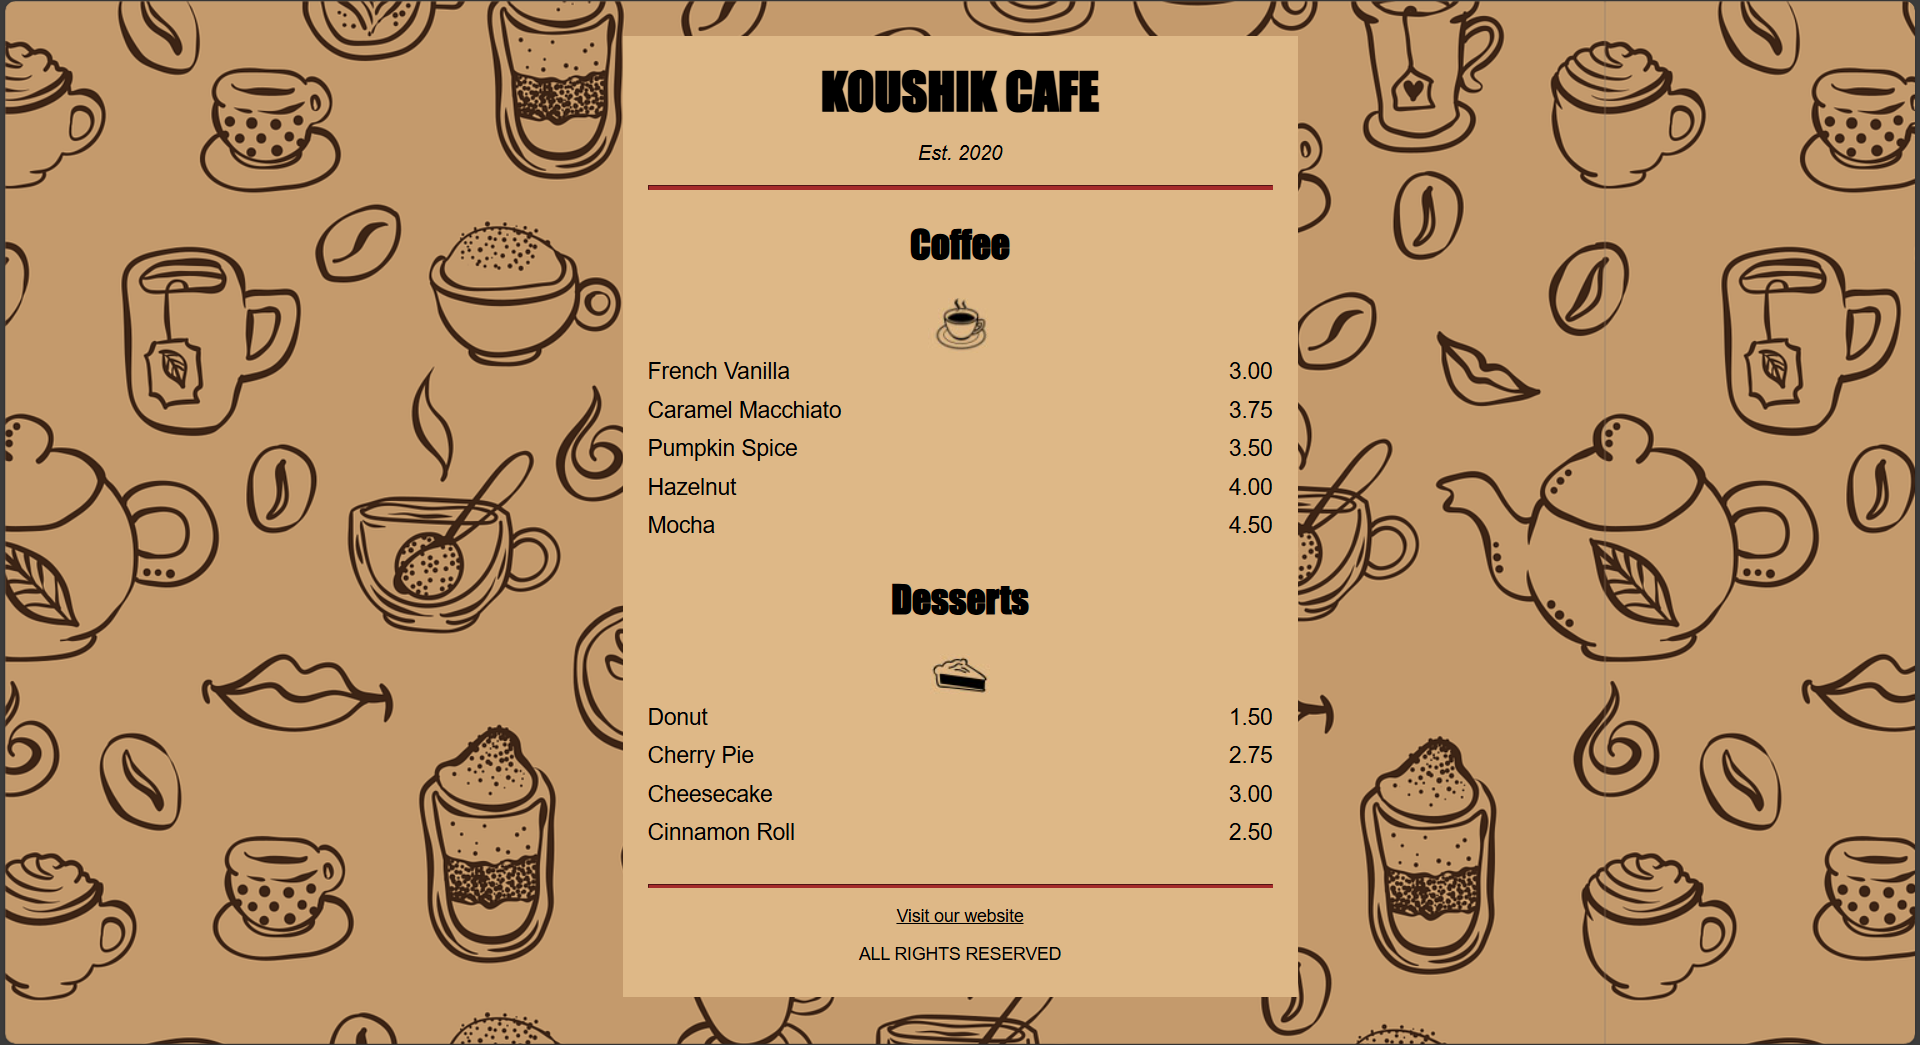 KOUSHIK CAFE
Est. 2020
Coffee
French Vanilla 3.00
Caramel Macchiato 3.75
Pumpkin Spice 3.50
Hazelnut 4.00
Mocha 4.50
Desserts
Donut 1.50
Cherry Pie 2.75
Cheesecake 3.00
Cinnamon Roll 2.50
Visit our website
ALL RIGHTS RESERVED